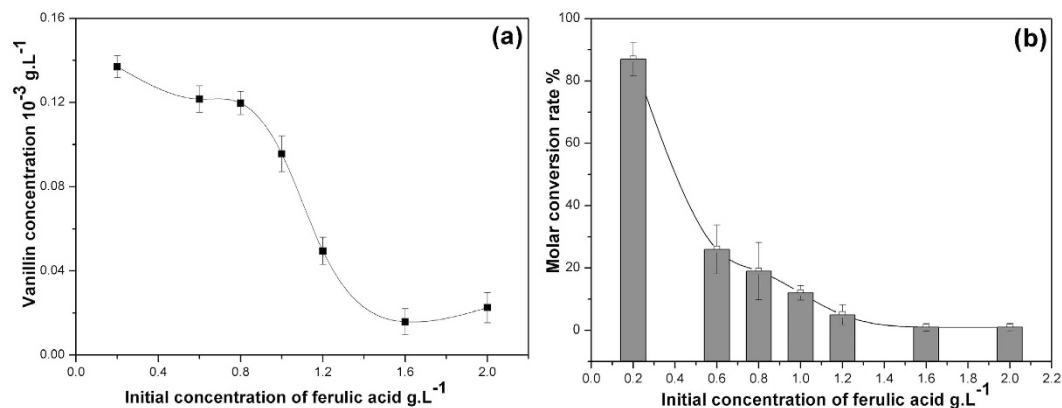 (a)
Vanillin concentration 10⁻³ g.L⁻¹
0.16
0.12
0.08
0.04
0.00
0.0 0.4 0.8 1.2 1.6 2.0
Initial concentration of ferulic acid g.L⁻¹
(b)
Molar conversion rate %
100
80
60
40
20
0
0.0 0.2 0.4 0.6 0.8 1.0 1.2 1.4 1.6 1.8 2.0 2.2
Initial concentration of ferulic acid g.L⁻¹